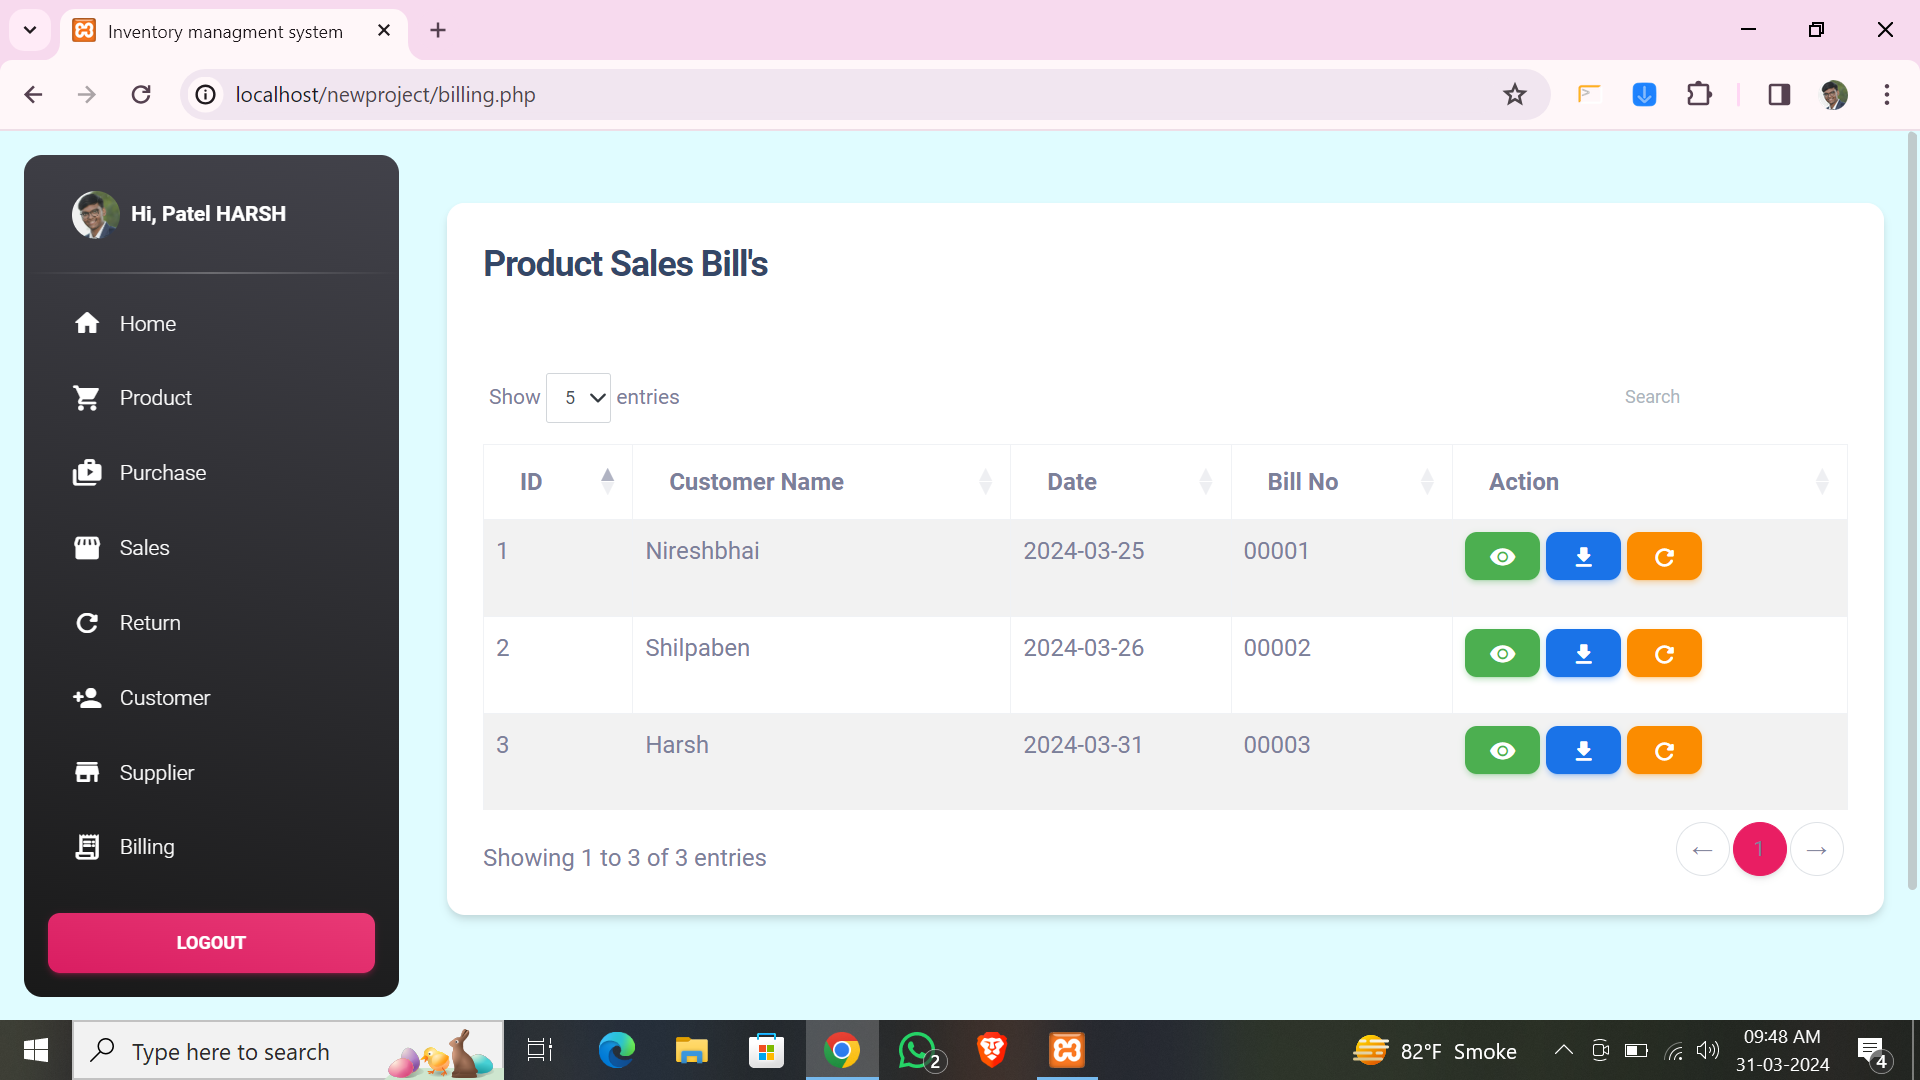 Inventory managment system
localhost/newproject/billing.php
Hi, Patel HARSH
Home
Product
Purchase
Sales
Return
Customer
Supplier
Billing
LOGOUT
Product Sales Bill's
Show 5 entries
Search
ID Customer Name Date Bill No Action
1 Nireshbhai 2024-03-25 00001
2 Shilpaben 2024-03-26 00002
3 Harsh 2024-03-31 00003
Showing 1 to 3 of 3 entries
← 1 →
Type here to search
2
82°F Smoke
09:48 AM
31-03-2024
4